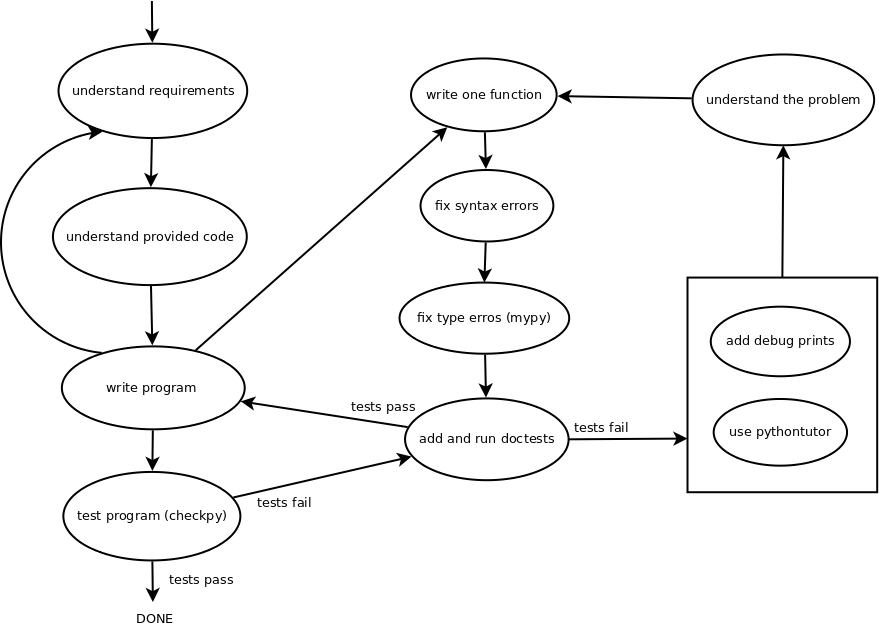 understand requirements
understand provided code
write program
test program (checkpy)
tests pass
DONE
write one function
fix syntax errors
fix type erros (mypy)
add and run doctests
tests pass
tests fail
tests fail
understand the problem
add debug prints
use pythontutor